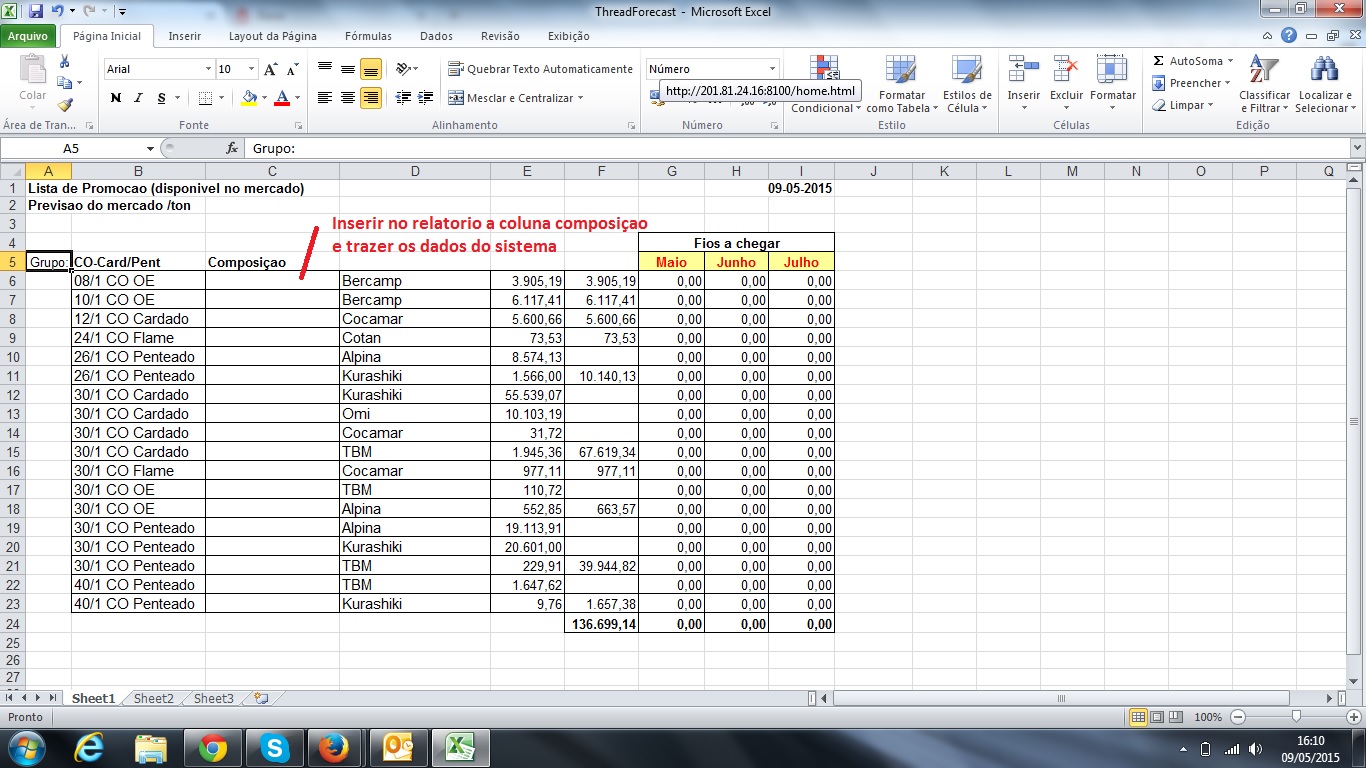 ThreadForecast - Microsoft Excel
Arquivo Página Inicial Inserir Layout da Página Fórmulas Dados Revisão Exibição
Arial 10 Quebrar Texto Automaticamente Número AutoSoma
http://201.81.24.16:8100/home.html Preencher
Colar N I S Mesclar e Centralizar Condicional Formatar como Tabela Estilos de Célula Inserir Excluir Formatar Limpar Classificar e Filtrar Localizar e Selecionar
Área de Tran... Fonte Alinhamento Número Estilo Células Edição
A5 fx Grupo:
A B C D E F G H I J K L M N O P Q
1 Lista de Promocao (disponivel no mercado) 09-05-2015
2 Previsao do mercado /ton
3 Inserir no relatorio a coluna composiçao
e trazer os dados do sistema
4 Fios a chegar
5 Grupo: CO-Card/Pent Composiçao Maio Junho Julho
6 08/1 CO OE Bercamp 3.905,19 3.905,19 0,00 0,00 0,00
7 10/1 CO OE Bercamp 6.117,41 6.117,41 0,00 0,00 0,00
8 12/1 CO Cardado Cocamar 5.600,66 5.600,66 0,00 0,00 0,00
9 24/1 CO Flame Cotan 73,53 73,53 0,00 0,00 0,00
10 26/1 CO Penteado Alpina 8.574,13 0,00 0,00 0,00
11 26/1 CO Penteado Kurashiki 1.566,00 10.140,13 0,00 0,00 0,00
12 30/1 CO Cardado Kurashiki 55.539,07 0,00 0,00 0,00
13 30/1 CO Cardado Omi 10.103,19 0,00 0,00 0,00
14 30/1 CO Cardado Cocamar 31,72 0,00 0,00 0,00
15 30/1 CO Cardado TBM 1.945,36 67.619,34 0,00 0,00 0,00
16 30/1 CO Flame Cocamar 977,11 977,11 0,00 0,00 0,00
17 30/1 CO OE TBM 110,72 0,00 0,00 0,00
18 30/1 CO OE Alpina 552,85 663,57 0,00 0,00 0,00
19 30/1 CO Penteado Alpina 19.113,91 0,00 0,00 0,00
20 30/1 CO Penteado Kurashiki 20.601,00 0,00 0,00 0,00
21 30/1 CO Penteado TBM 229,91 39.944,82 0,00 0,00 0,00
22 40/1 CO Penteado TBM 1.647,62 0,00 0,00 0,00
23 40/1 CO Penteado Kurashiki 9,76 1.657,38 0,00 0,00 0,00
24 136.699,14 0,00 0,00 0,00
25
26
27
Sheet1 Sheet2 Sheet3
Pronto 100%
16:10
09/05/2015